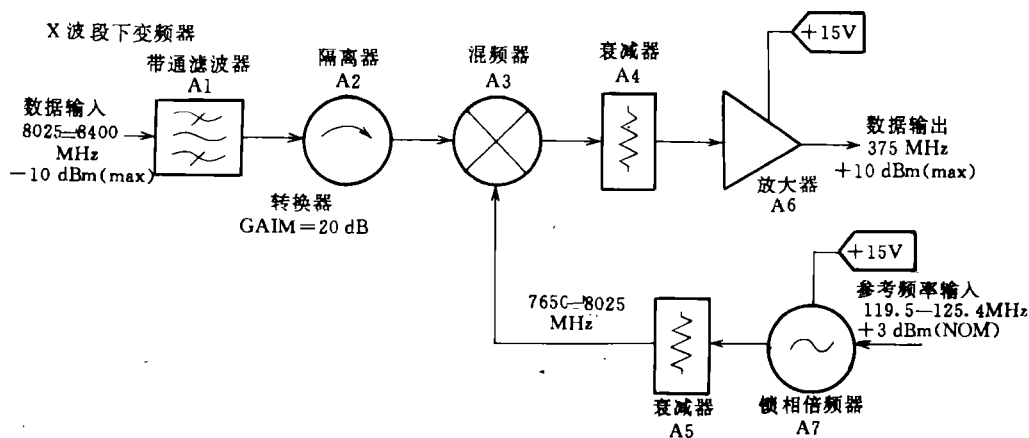 X波段下变频器
带通滤波器
A1
隔离器
A2
混频器
A3
衰减器
A4
+15V
数据输入
8025—8400
MHz
−10 dBm(max)
数据输出
375 MHz
+10 dBm(max)
放大器
A6
转换器
GAIM=20 dB
+15V
7650—8025
MHz
参考频率输入
119.5—125.4MHz
+3 dBm(NOM)
衰减器
A5
锁相倍频器
A7